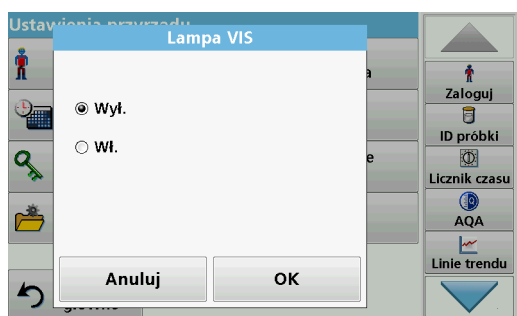 Ustawienia przyrządu
Lampa VIS
Wył.
Wł.
Anuluj
OK
Zaloguj
ID próbki
Licznik czasu
AQA
Linie trendu